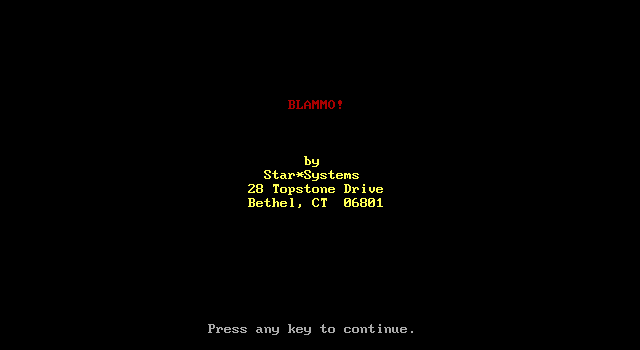 BLAMMO!
by
Star*Systems
28 Topstone Drive
Bethel, CT  06801
Press any key to continue.